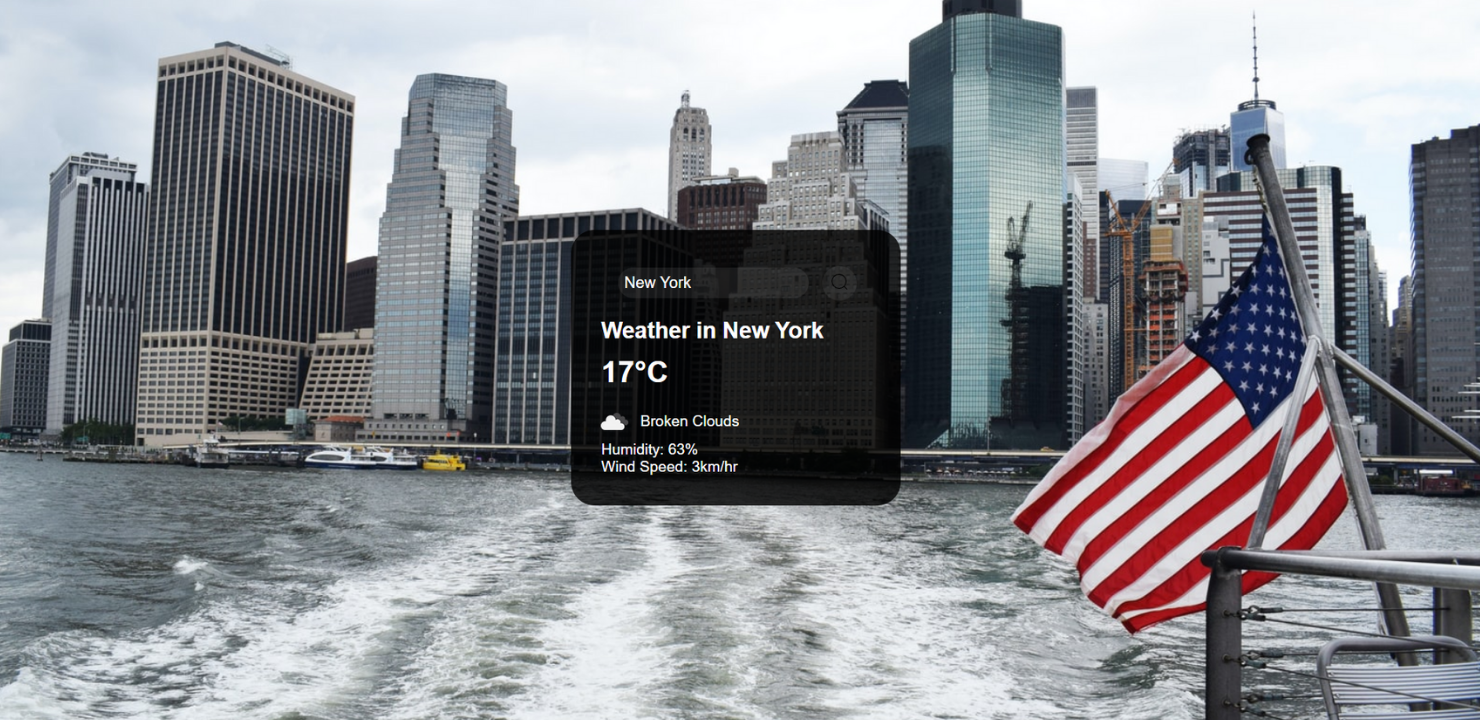 New York
Weather in New York
17°C
Broken Clouds
Humidity: 63%
Wind Speed: 3km/hr